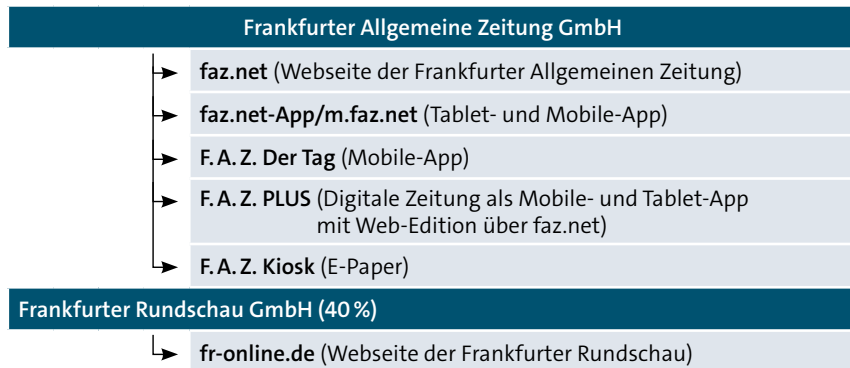 Frankfurter Allgemeine Zeitung GmbH
faz.net (Webseite der Frankfurter Allgemeinen Zeitung)
faz.net-App/m.faz.net (Tablet- und Mobile-App)
F.A.Z. Der Tag (Mobile-App)
F.A.Z. PLUS (Digitale Zeitung als Mobile- und Tablet-App
mit Web-Edition über faz.net)
F.A.Z. Kiosk (E-Paper)
Frankfurter Rundschau GmbH (40 %)
fr-online.de (Webseite der Frankfurter Rundschau)